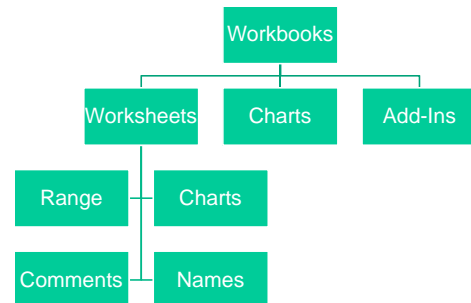 Workbooks
Worksheets
Charts
Add-Ins
Range
Charts
Comments
Names